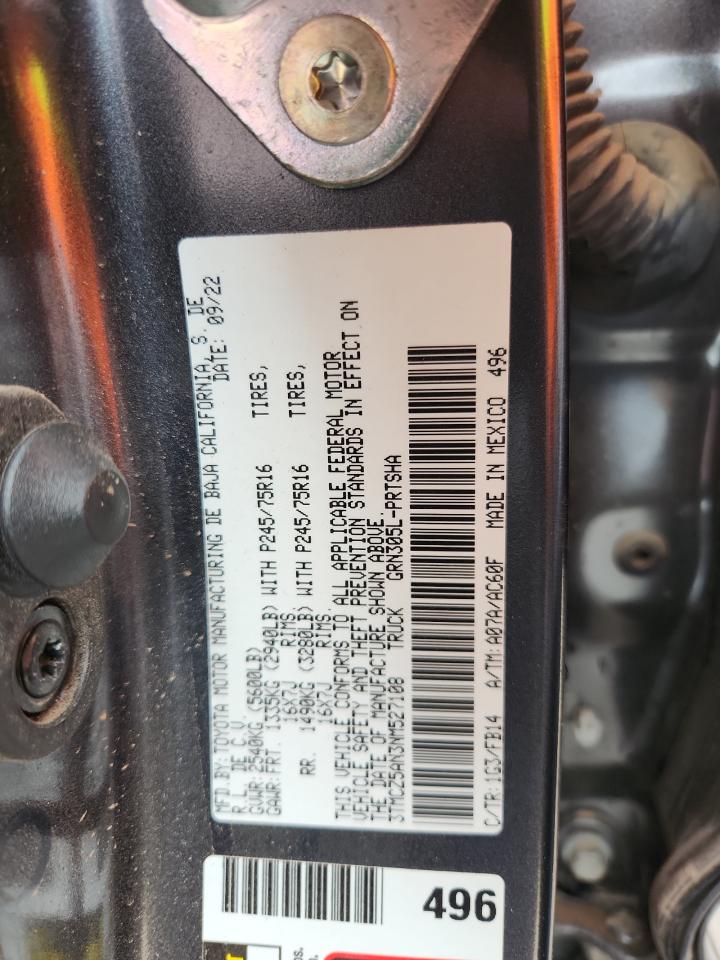 MFD.BY: TOYOTA MOTOR MANUFACTURING DE BAJA CALIFORNIA, S. DE
R. L. DE C.V. DATE: 09/22
GVWR: 2540KG (5600LB)
GAWR: FRT. 1335KG (2940LB) WITH P245/75R16 TIRES,
16X7J RIMS
RR. 1490KG (3280LB) WITH P245/75R16 TIRES,
16X7J RIMS.
THIS VEHICLE CONFORMS TO ALL APPLICABLE FEDERAL MOTOR
VEHICLE SAFETY AND THEFT PREVENTION STANDARDS IN EFFECT ON
THE DATE OF MANUFACTURE SHOWN ABOVE.
3TMCZ5AN3NM527108 TRUCK GRN305L-PRTSHA
C/TR: 1G3/FB14 A/TM: A07A/AC60F MADE IN MEXICO 496
496